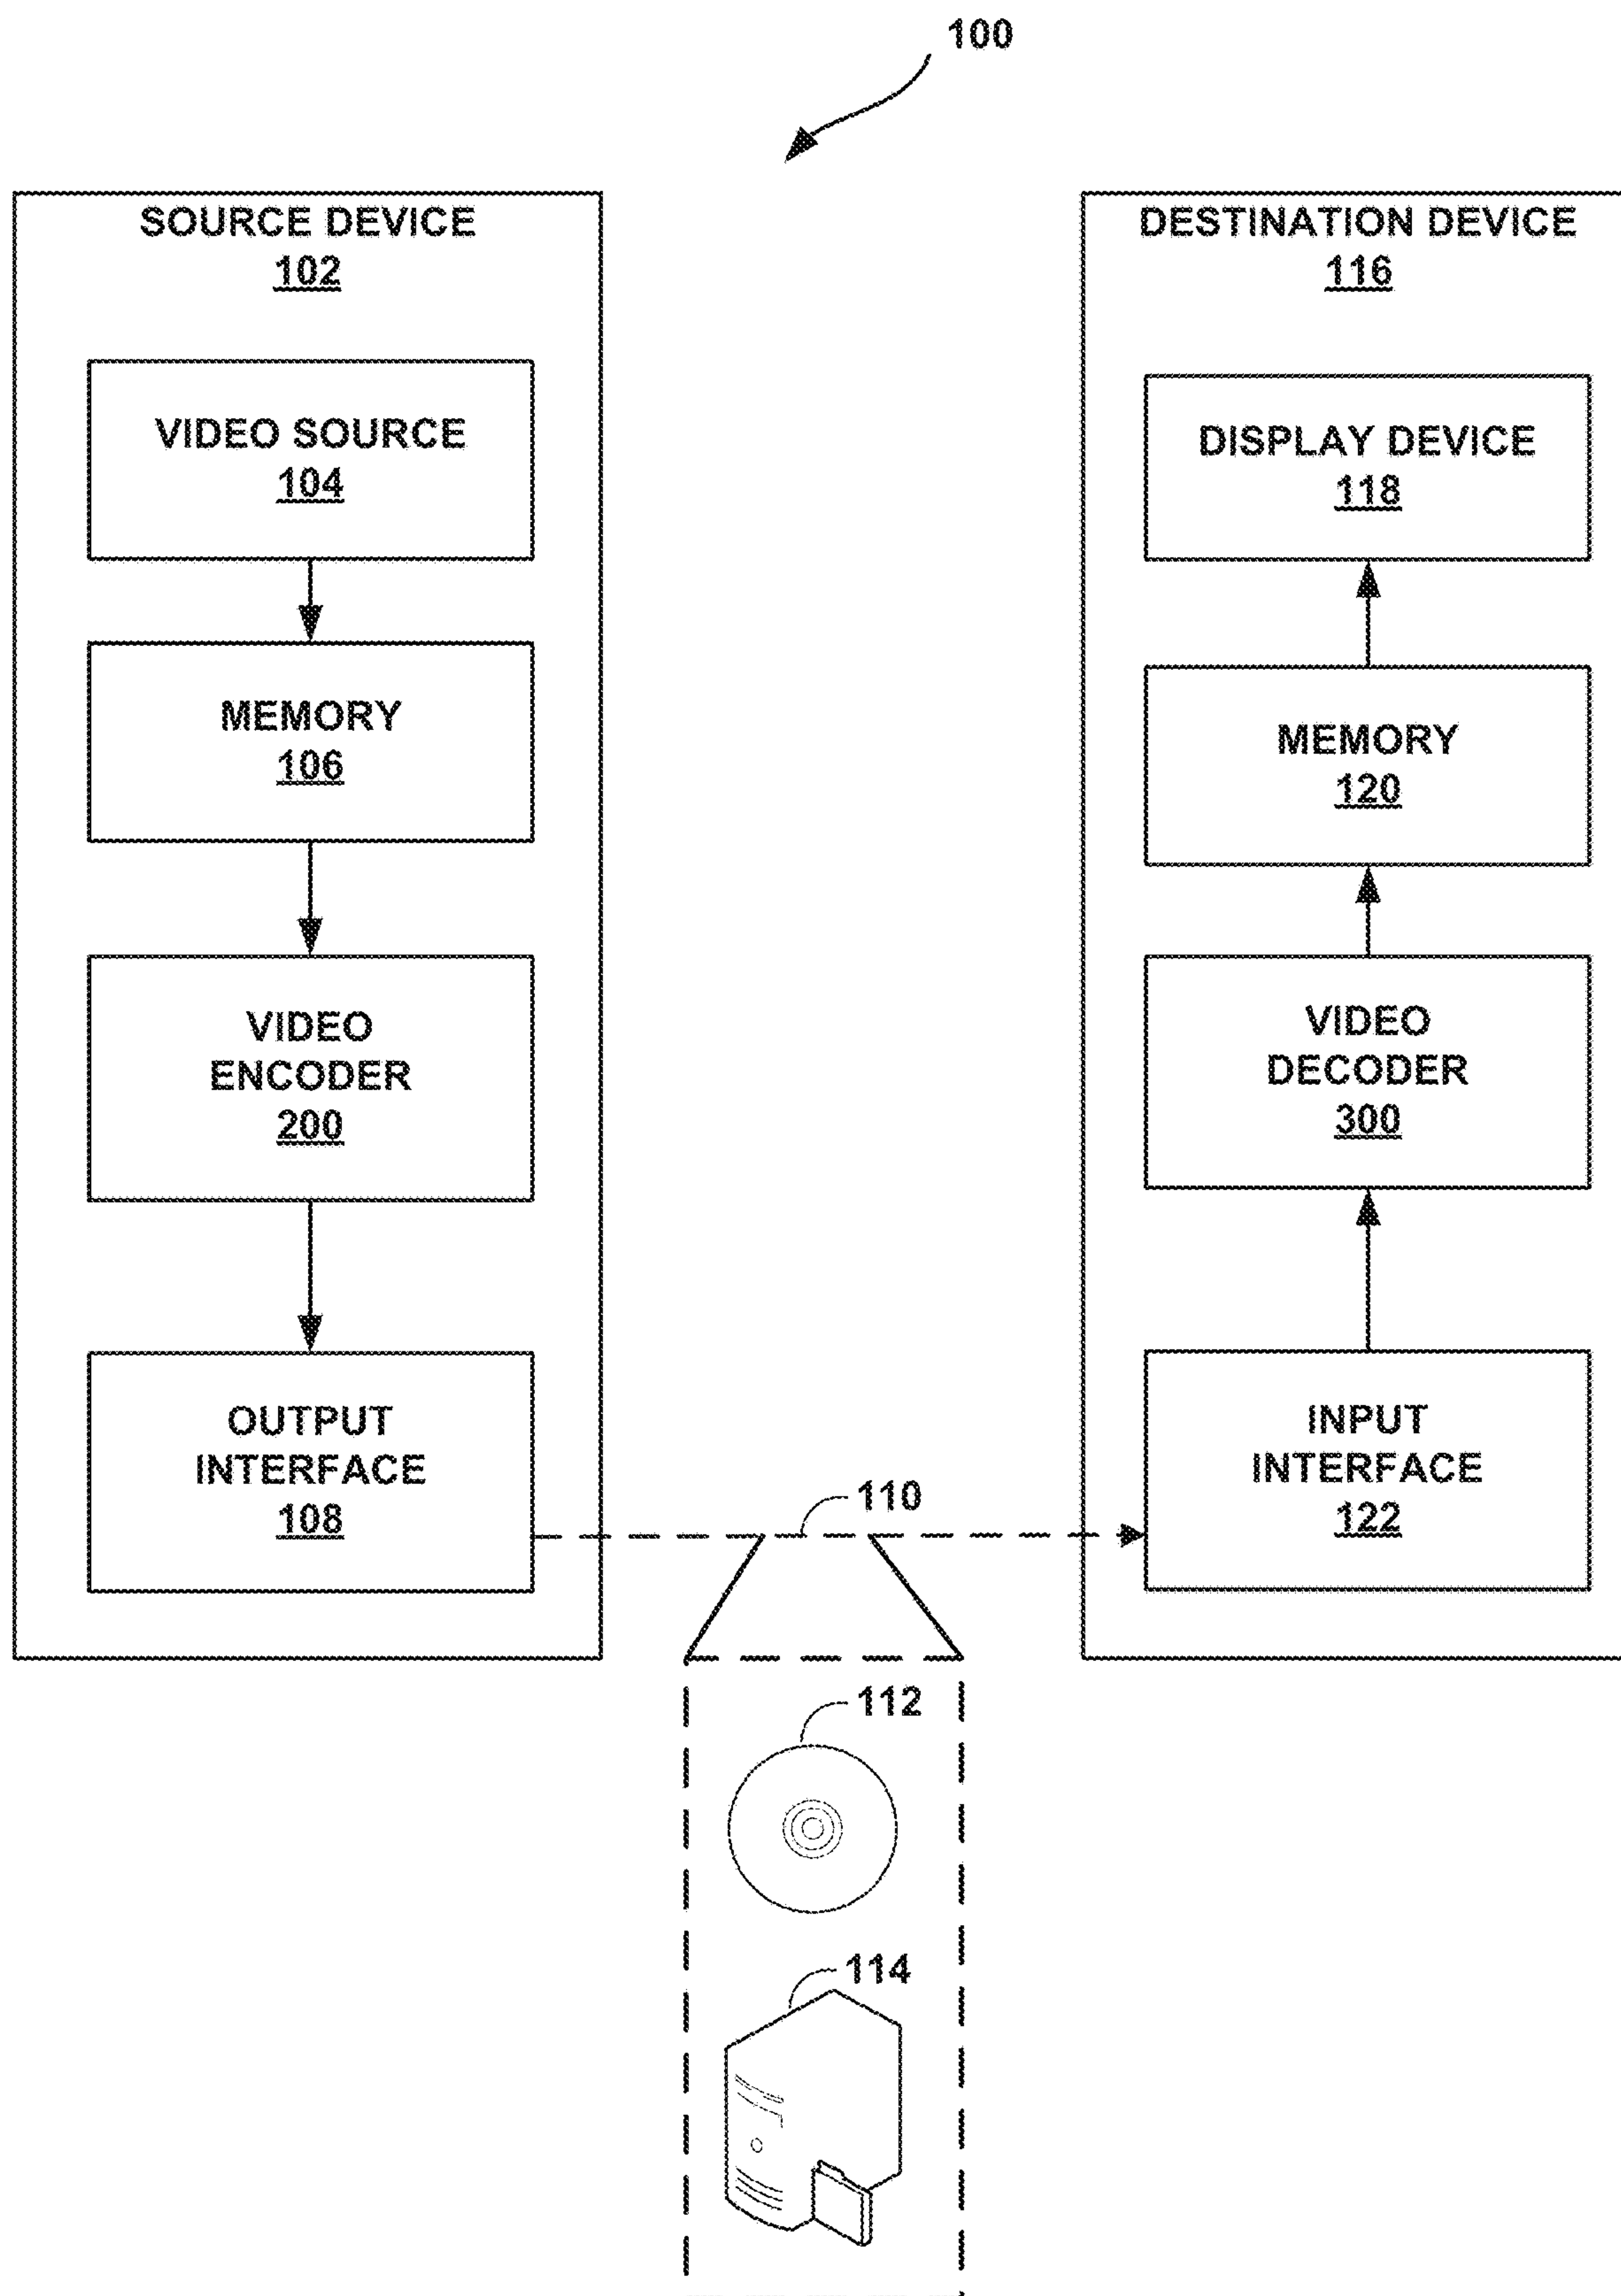 100
SOURCE DEVICE
102
VIDEO SOURCE
104
MEMORY
106
VIDEO
ENCODER
200
OUTPUT
INTERFACE
108
DESTINATION DEVICE
116
DISPLAY DEVICE
118
MEMORY
120
VIDEO
DECODER
300
INPUT
INTERFACE
122
110
112
114